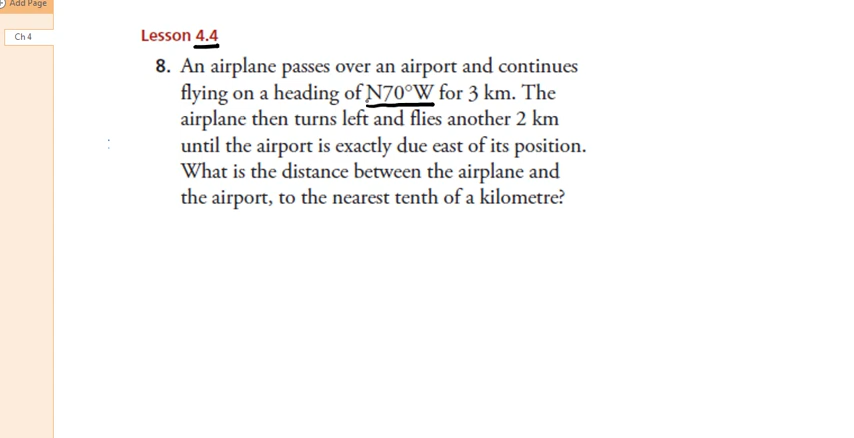 Add Page
Ch 4
Lesson 4.4
8. An airplane passes over an airport and continues
flying on a heading of N70°W for 3 km. The
airplane then turns left and flies another 2 km
until the airport is exactly due east of its position.
What is the distance between the airplane and
the airport, to the nearest tenth of a kilometre?